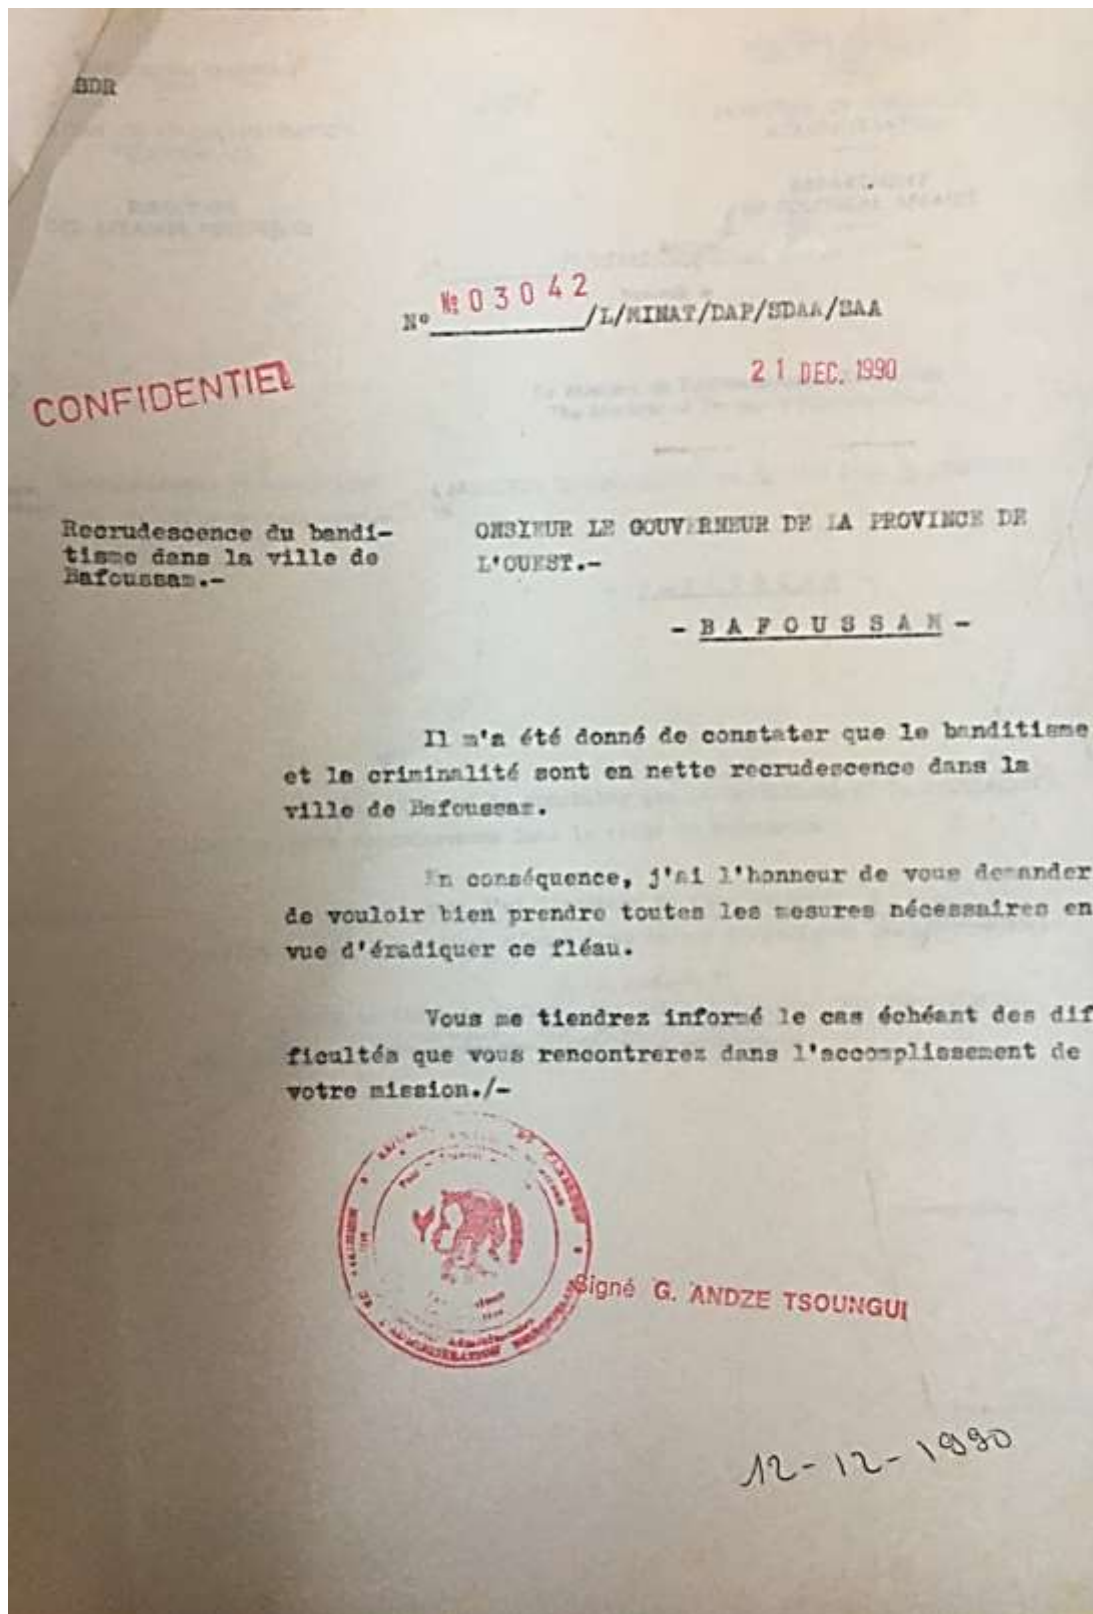 BDR
N° № 03042/L/MINAT/DAP/SDAA/SAA
CONFIDENTIEL
21 DEC. 1990
Recrudescence du bandi-
tisme dans la ville de
Bafoussam.-
ONSIEUR LE GOUVERNEUR DE LA PROVINCE DE
L'OUEST.-
- BAFOUSSAM -
Il m'a été donné de constater que le banditisme
et la criminalité sont en nette recrudescence dans la
ville de Bafoussam.
En conséquence, j'ai l'honneur de vous demander
de vouloir bien prendre toutes les mesures nécessaires en
vue d'éradiquer ce fléau.
Vous me tiendrez informé le cas échéant des dif
ficultés que vous rencontrerez dans l'accomplissement de
votre mission./-
Signé G. ANDZE TSOUNGUI
12-12-1990